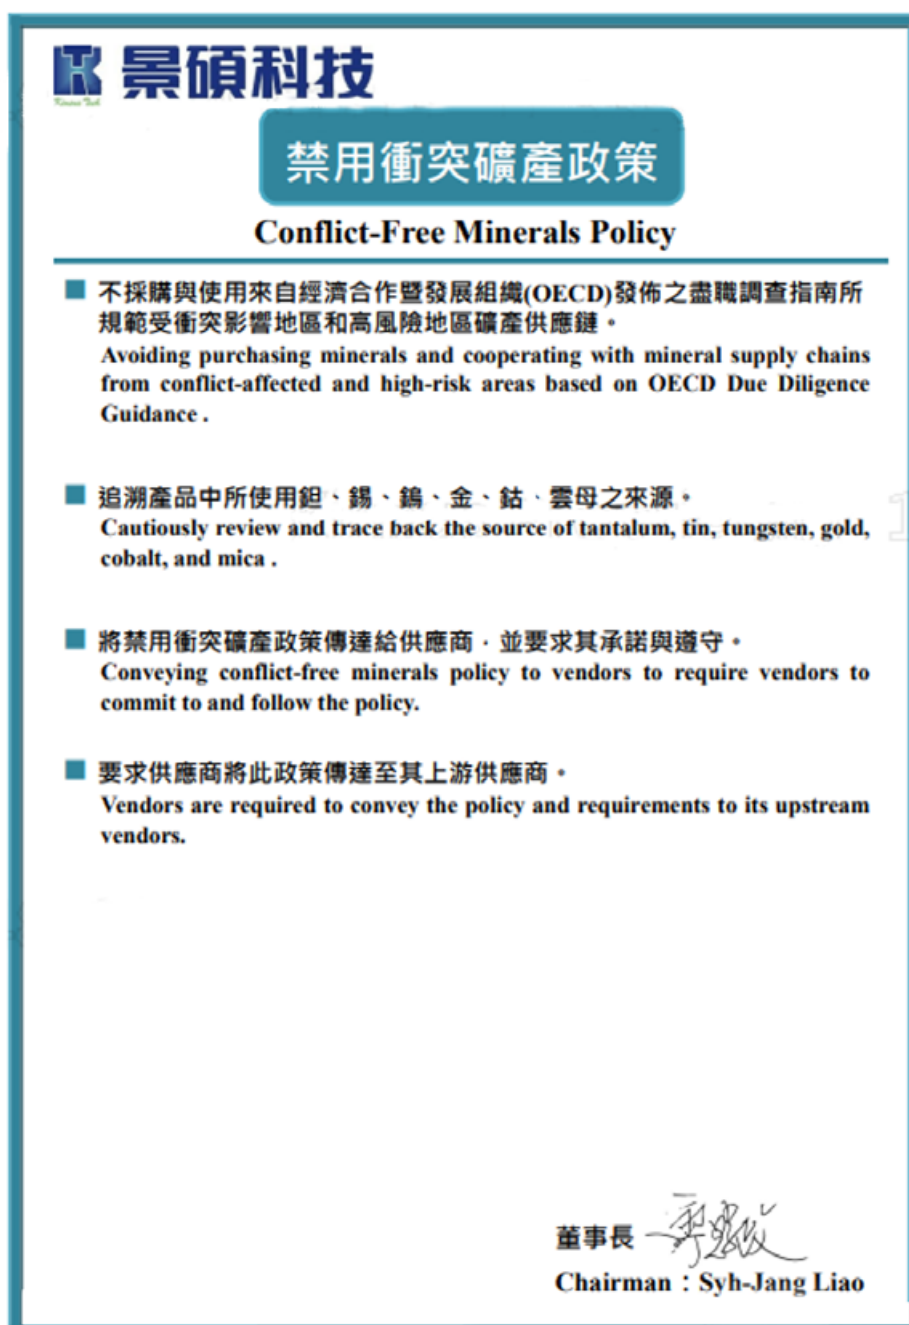 景碩科技
Kinsus Tech
禁用衝突礦產政策
Conflict-Free Minerals Policy
不採購與使用來自經濟合作暨發展組織(OECD)發佈之盡職調查指南所
規範受衝突影響地區和高風險地區礦產供應鏈。
Avoiding purchasing minerals and cooperating with mineral supply chains
from conflict-affected and high-risk areas based on OECD Due Diligence
Guidance .
追溯產品中所使用鉭、錫、鎢、金、鈷、雲母之來源。
Cautiously review and trace back the source of tantalum, tin, tungsten, gold,
cobalt, and mica .
將禁用衝突礦產政策傳達給供應商，並要求其承諾與遵守。
Conveying conflict-free minerals policy to vendors to require vendors to
commit to and follow the policy.
要求供應商將此政策傳達至其上游供應商。
Vendors are required to convey the policy and requirements to its upstream
vendors.
董事長
Chairman：Syh-Jang Liao